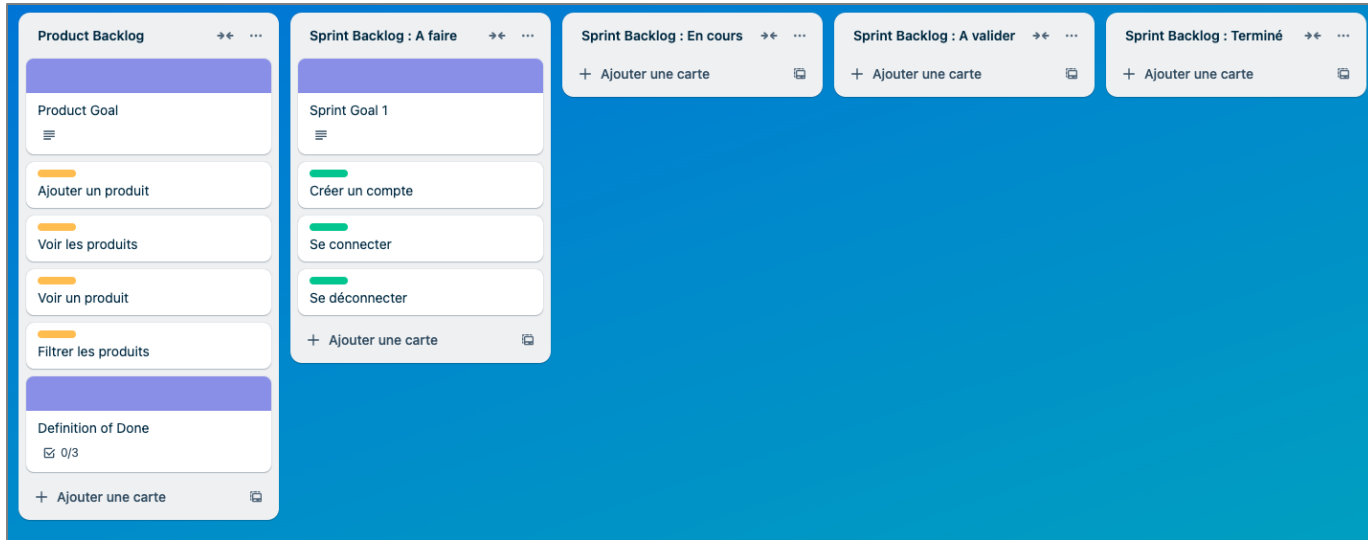 Product Backlog
Product Goal
Ajouter un produit
Voir les produits
Voir un produit
Filtrer les produits
Definition of Done
0/3
Ajouter une carte
Sprint Backlog : A faire
Sprint Goal 1
Créer un compte
Se connecter
Se déconnecter
Ajouter une carte
Sprint Backlog : En cours
Ajouter une carte
Sprint Backlog : A valider
Ajouter une carte
Sprint Backlog : Terminé
Ajouter une carte